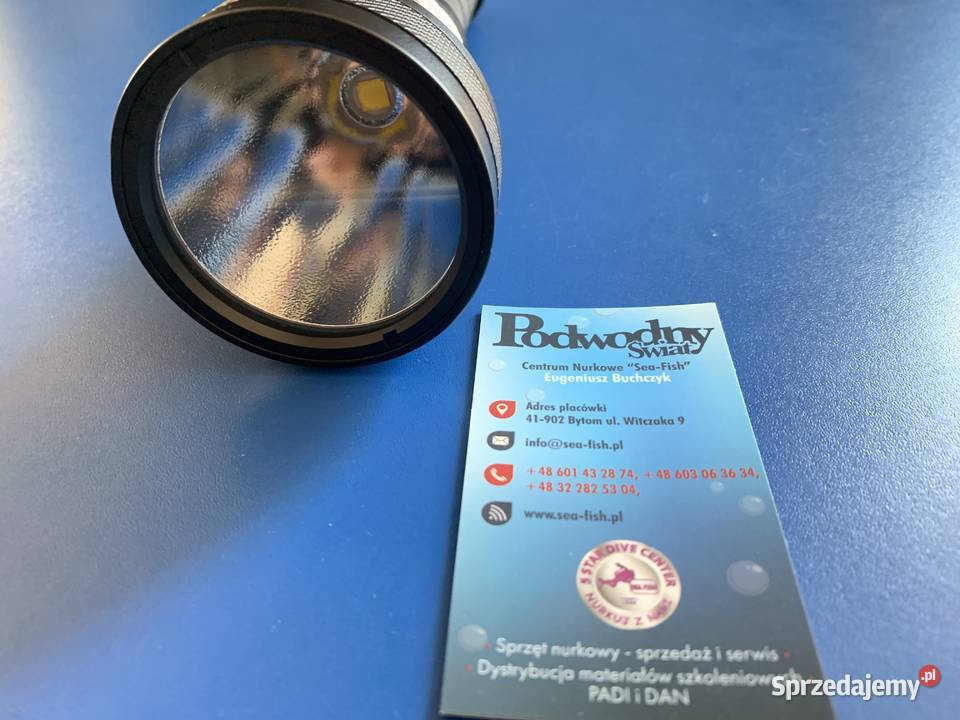 Podwodny
Świat
Centrum Nurkowe "Sea-Fish"
Eugeniusz Buchczyk
Adres placówki
41-902 Bytom ul. Witczaka 9
info@sea-fish.pl
+48 601 43 28 74, +48 603 06 36 34,
+48 32 282 53 04,
www.sea-fish.pl
5 STAR DIVE CENTER
SEA-FISH
NURKUJ Z NAMI
• Sprzęt nurkowy - sprzedaż i serwis •
• Dystrybucja materiałów szkoleniowych •
PADI i DAN
Sprzedajemy.pl